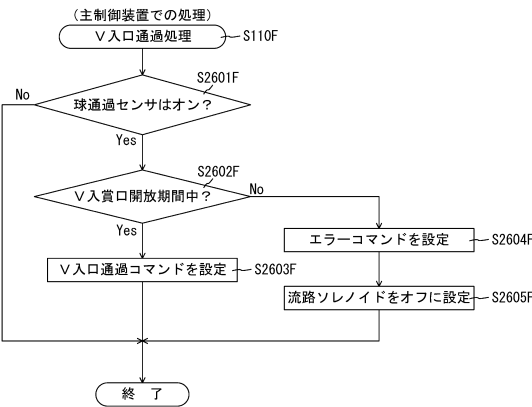 （主制御装置での処理）
Ｖ入口通過処理
S110F
S2601F
球通過センサはオン？
No
Yes
S2602F
Ｖ入賞口開放期間中？
No
Yes
エラーコマンドを設定
S2604F
Ｖ入口通過コマンドを設定
S2603F
流路ソレノイドをオフに設定
S2605F
終 了